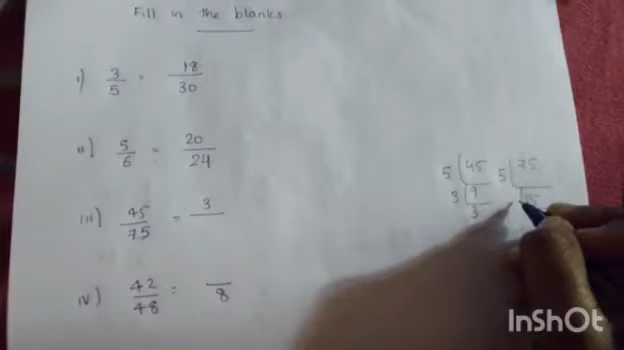 Fill in the blanks
i) 3/5 = 18/30
ii) 5/6 = 20/24
iii) 45/75 = 3/
iv) 42/48 = /8
5 | 45
3 | 9
3
5 | 75
15
InShOt